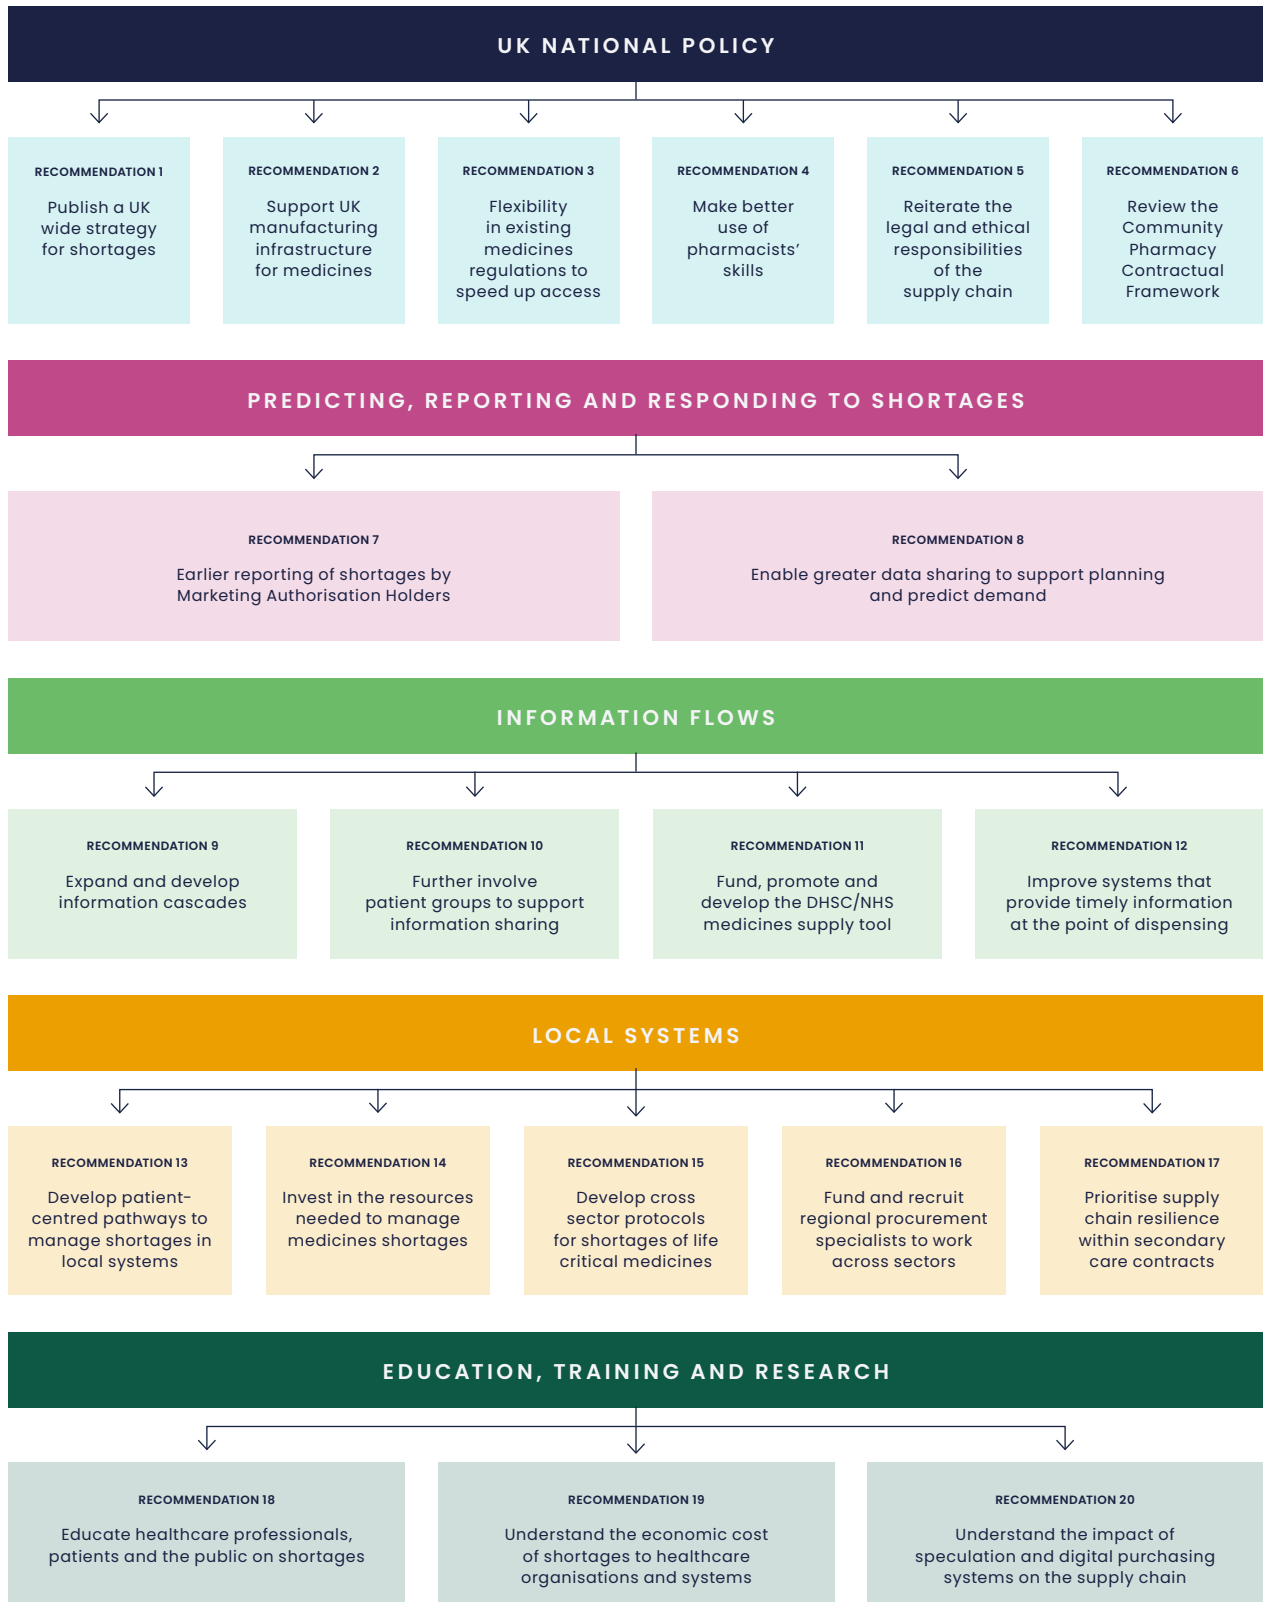 UK NATIONAL POLICY
RECOMMENDATION 1
Publish a UK
wide strategy
for shortages
RECOMMENDATION 2
Support UK
manufacturing
infrastructure
for medicines
RECOMMENDATION 3
Flexibility
in existing
medicines
regulations to
speed up access
RECOMMENDATION 4
Make better
use of
pharmacists’
skills
RECOMMENDATION 5
Reiterate the
legal and ethical
responsibilities
of the
supply chain
RECOMMENDATION 6
Review the
Community
Pharmacy
Contractual
Framework
PREDICTING, REPORTING AND RESPONDING TO SHORTAGES
RECOMMENDATION 7
Earlier reporting of shortages by
Marketing Authorisation Holders
RECOMMENDATION 8
Enable greater data sharing to support planning
and predict demand
INFORMATION FLOWS
RECOMMENDATION 9
Expand and develop
information cascades
RECOMMENDATION 10
Further involve
patient groups to support
information sharing
RECOMMENDATION 11
Fund, promote and
develop the DHSC/NHS
medicines supply tool
RECOMMENDATION 12
Improve systems that
provide timely information
at the point of dispensing
LOCAL SYSTEMS
RECOMMENDATION 13
Develop patient-
centred pathways to
manage shortages in
local systems
RECOMMENDATION 14
Invest in the resources
needed to manage
medicines shortages
RECOMMENDATION 15
Develop cross
sector protocols
for shortages of life
critical medicines
RECOMMENDATION 16
Fund and recruit
regional procurement
specialists to work
across sectors
RECOMMENDATION 17
Prioritise supply
chain resilience
within secondary
care contracts
EDUCATION, TRAINING AND RESEARCH
RECOMMENDATION 18
Educate healthcare professionals,
patients and the public on shortages
RECOMMENDATION 19
Understand the economic cost
of shortages to healthcare
organisations and systems
RECOMMENDATION 20
Understand the impact of
speculation and digital purchasing
systems on the supply chain